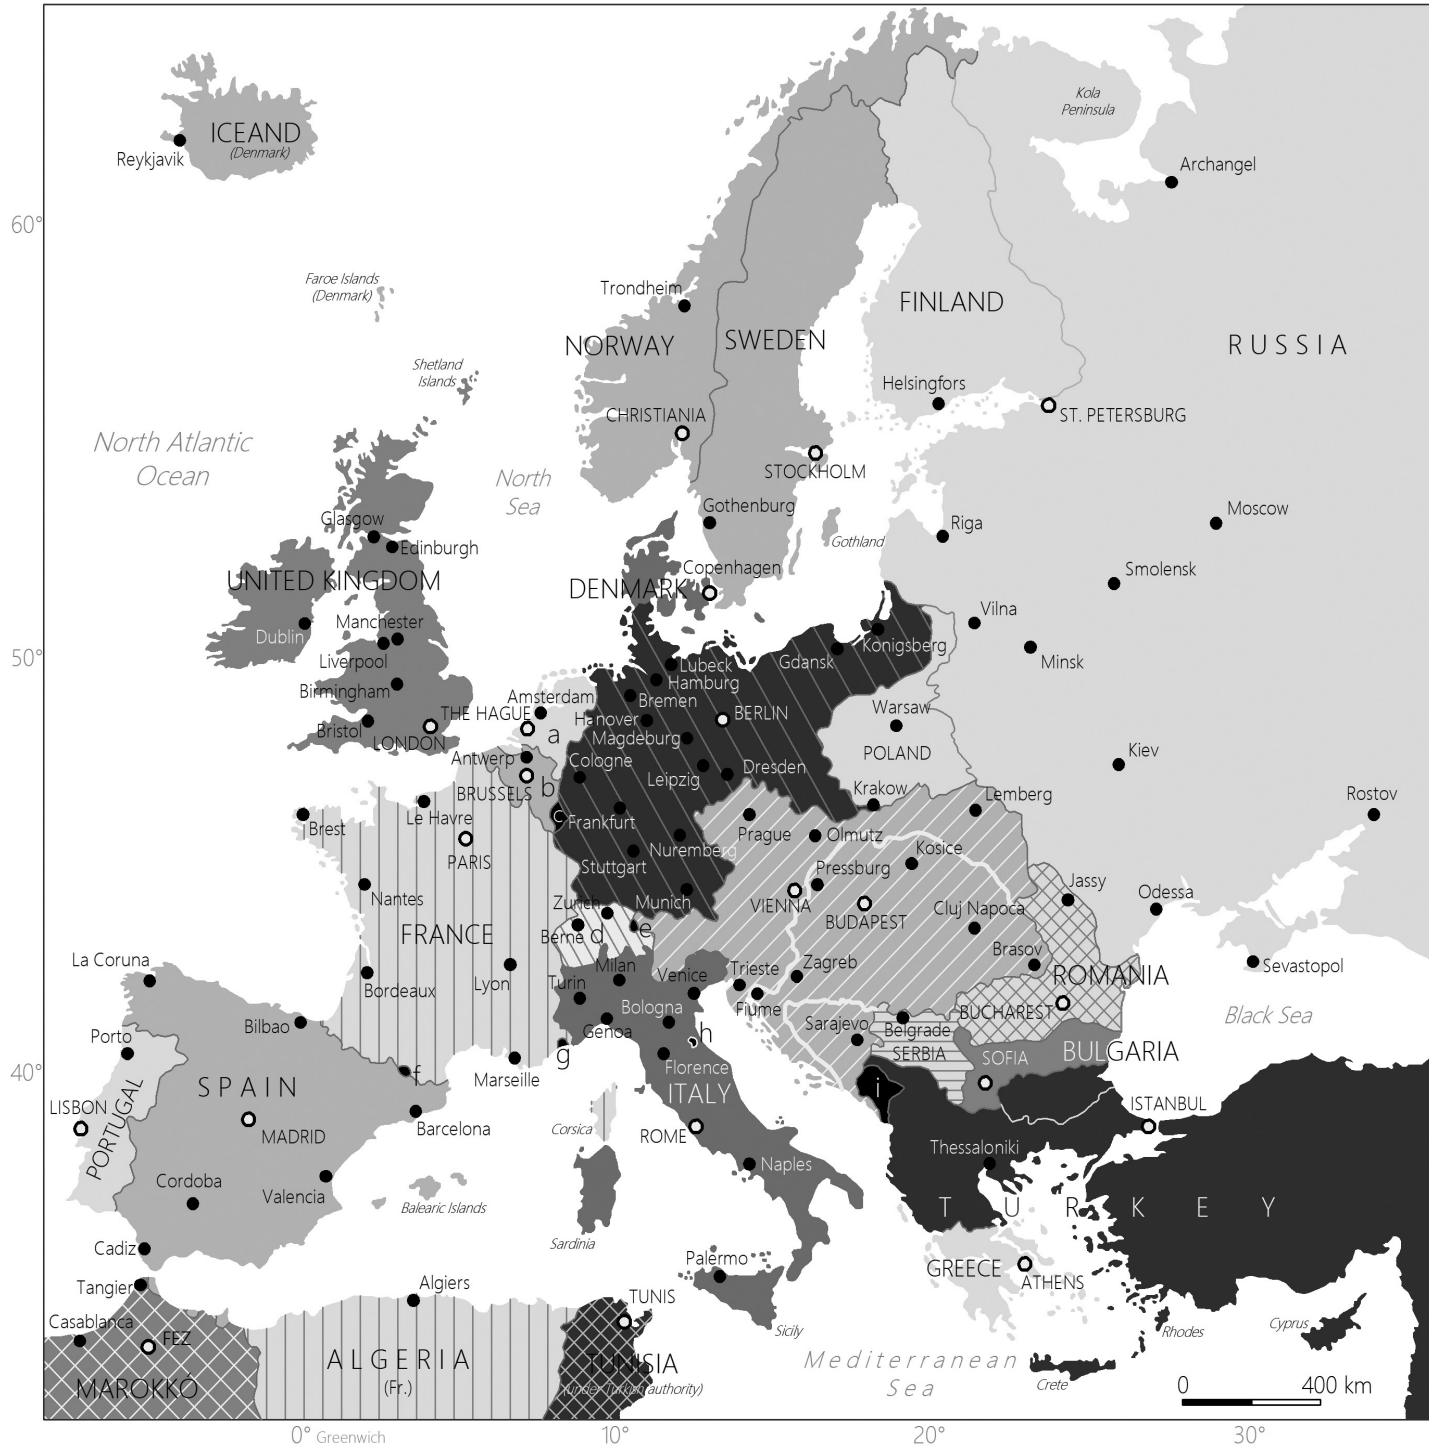 ICEAND
(Denmark)
Reykjavik
Kola
Peninsula
Archangel
60°
Faroe Islands
(Denmark)
Trondheim
FINLAND
NORWAY
SWEDEN
RUSSIA
Shetland
Islands
Helsingfors
CHRISTIANIA
ST. PETERSBURG
North Atlantic
Ocean
STOCKHOLM
North
Sea
Gothenburg
Glasgow
Riga
Moscow
Edinburgh
Gothland
UNITED KINGDOM
DENMARK
Copenhagen
Smolensk
Vilna
Dublin
Manchester
50°
Liverpool
Gdansk
Königsberg
Minsk
Lübeck
Hamburg
Birmingham
Amsterdam
Bremen
Warsaw
THE HAGUE
Hanover
BERLIN
Bristol
LONDON
a
Magdeburg
POLAND
Kiev
Antwerp
Cologne
Leipzig
Dresden
BRUSSELS
b
Krakow
Lemberg
Rostov
Brest
Le Havre
c
Frankfurt
Prague
Olmutz
PARIS
Nuremberg
Kosice
Stuttgart
Pressburg
Jassy
Nantes
Zurich
Munich
VIENNA
BUDAPEST
Cluj Napoca
Odessa
FRANCE
Berne
d
e
Brasov
La Coruna
Milan
Venice
Trieste
Zagreb
ROMANIA
Sevastopol
Lyon
Turin
Bordeaux
Bologna
Fiume
BUCHAREST
Black Sea
Bilbao
Genoa
h
Sarajevo
Belgrade
Porto
g
SERBIA
SOFIA
BULGARIA
40°
f
Marseille
Florence
SPAIN
ITALY
i
LISBON
PORTUGAL
MADRID
Barcelona
Corsica
ROME
ISTANBUL
Thessaloniki
Naples
Cordoba
Valencia
Balearic Islands
TURKEY
Cadiz
Sardinia
Palermo
GREECE
ATHENS
Tangier
Algiers
TUNIS
Casablanca
FEZ
Sicily
Rhodes
Cyprus
ALGERIA
(Fr.)
TUNISIA
(under Turkish authority)
MAROKKÓ
Mediterranean
Sea
Crete
0
400 km
0° Greenwich
10°
20°
30°